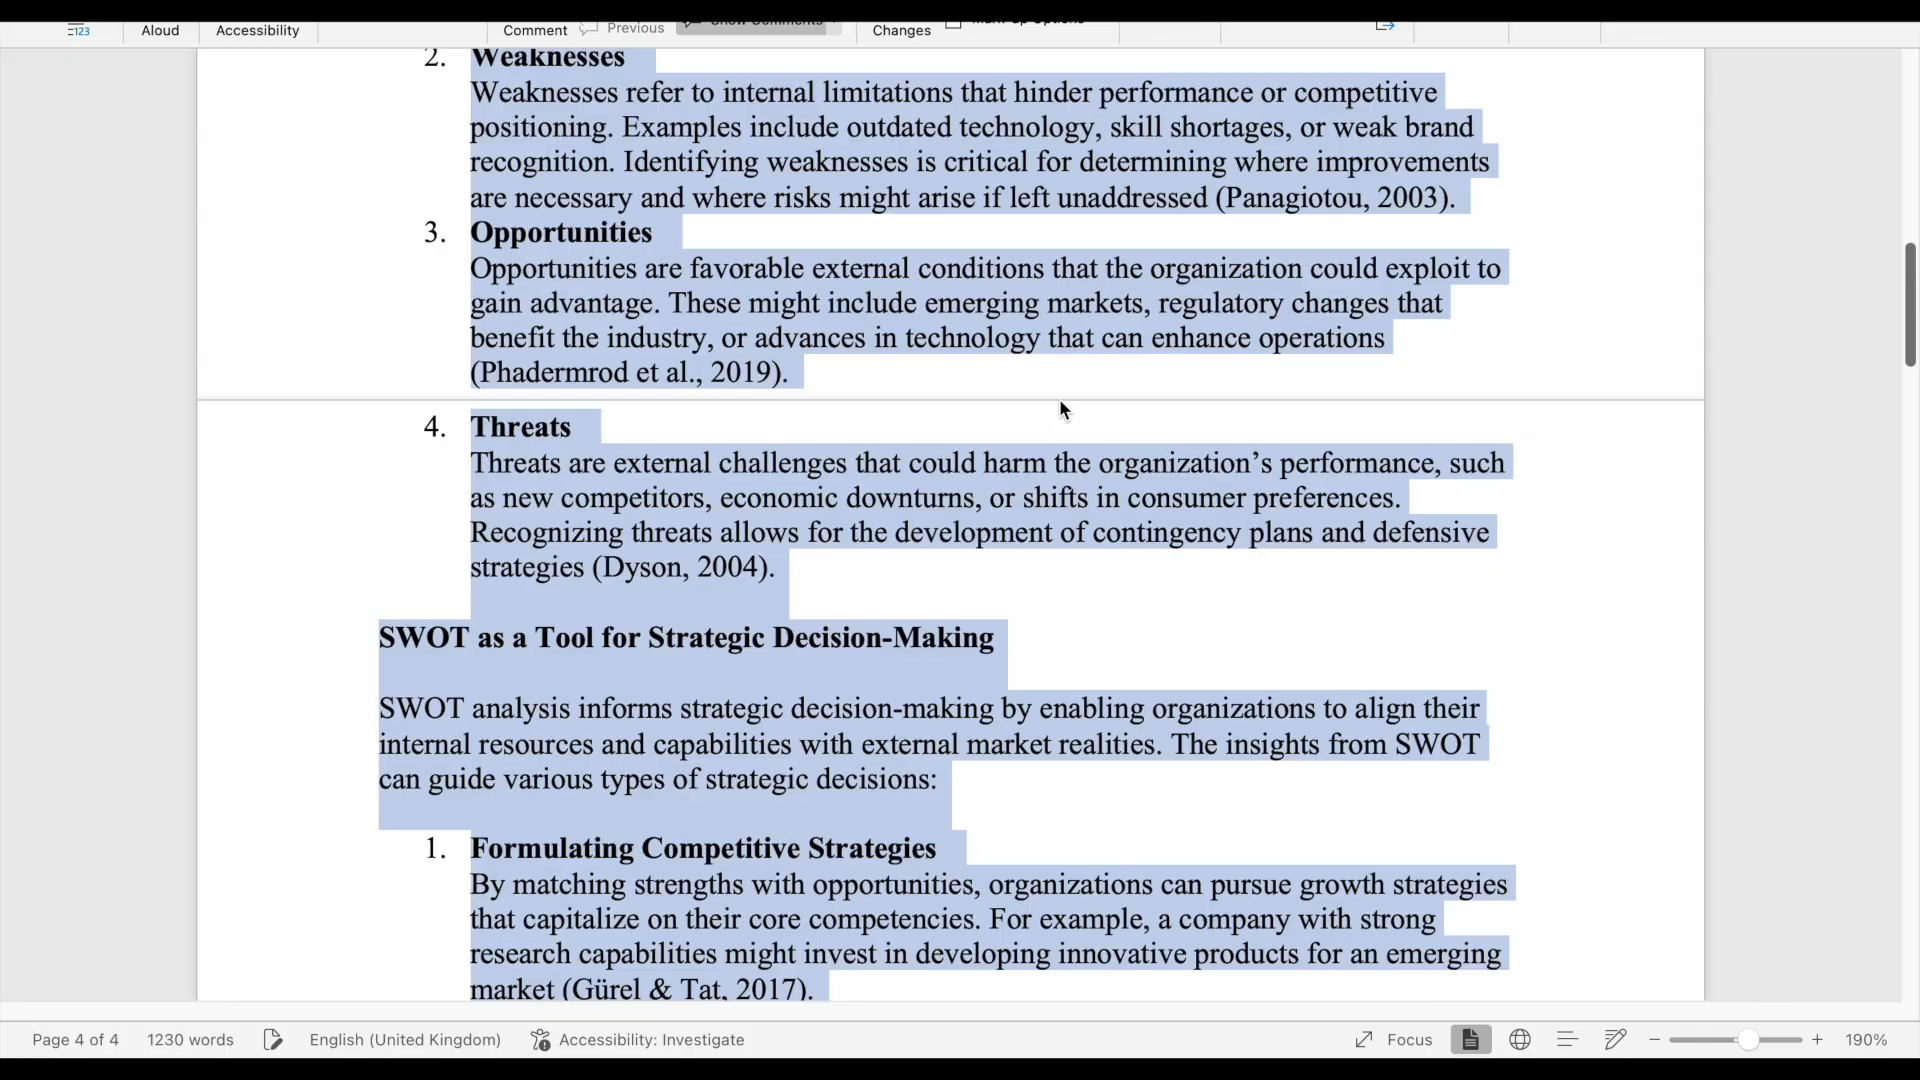 Aloud
Accessibility
Comment
Previous
Show Comments
Changes
2. Weaknesses
Weaknesses refer to internal limitations that hinder performance or competitive
positioning. Examples include outdated technology, skill shortages, or weak brand
recognition. Identifying weaknesses is critical for determining where improvements
are necessary and where risks might arise if left unaddressed (Panagiotou, 2003).
3. Opportunities
Opportunities are favorable external conditions that the organization could exploit to
gain advantage. These might include emerging markets, regulatory changes that
benefit the industry, or advances in technology that can enhance operations
(Phadermrod et al., 2019).
4. Threats
Threats are external challenges that could harm the organization’s performance, such
as new competitors, economic downturns, or shifts in consumer preferences.
Recognizing threats allows for the development of contingency plans and defensive
strategies (Dyson, 2004).
SWOT as a Tool for Strategic Decision-Making
SWOT analysis informs strategic decision-making by enabling organizations to align their
internal resources and capabilities with external market realities. The insights from SWOT
can guide various types of strategic decisions:
1. Formulating Competitive Strategies
By matching strengths with opportunities, organizations can pursue growth strategies
that capitalize on their core competencies. For example, a company with strong
research capabilities might invest in developing innovative products for an emerging
market (Gürel & Tat, 2017).
Page 4 of 4
1230 words
English (United Kingdom)
Accessibility: Investigate
Focus
190%